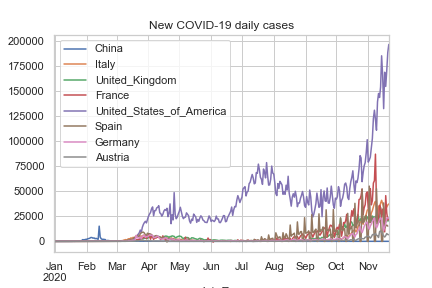 New COVID-19 daily cases
200000
175000
150000
125000
100000
75000
50000
25000
0
China
Italy
United_Kingdom
France
United_States_of_America
Spain
Germany
Austria
Jan Feb Mar Apr May Jun Jul Aug Sep Oct Nov
2020